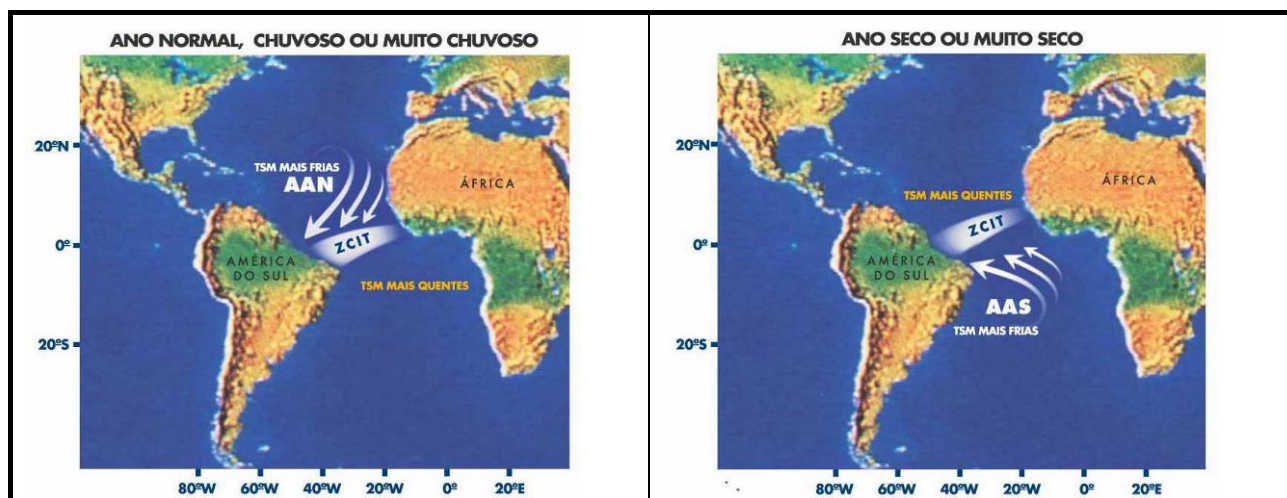 ANO NORMAL, CHUVOSO OU MUITO CHUVOSO
20ºN
TSM MAIS FRIAS
AAN
ÁFRICA
0º
ZCIT
AMÉRICA
DO SUL
TSM MAIS QUENTES
20ºS
80ºW 60ºW 40ºW 20ºW 0º 20ºE
ANO SECO OU MUITO SECO
20ºN
TSM MAIS QUENTES
ÁFRICA
0º
ZCIT
AMÉRICA
DO SUL
AAS
TSM MAIS FRIAS
20ºS
80ºW 60ºW 40ºW 20ºW 0º 20ºE